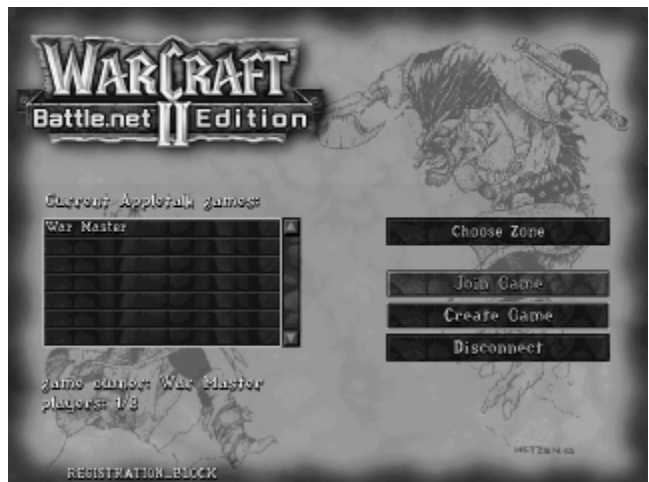 WARCRAFT
II
Battle.net Edition
Current Appletalk games:
War Master
Choose Zone
Join Game
Create Game
Disconnect
game owner: War Master
players: 1/8
METZEN
REGISTRATION_BLOCK